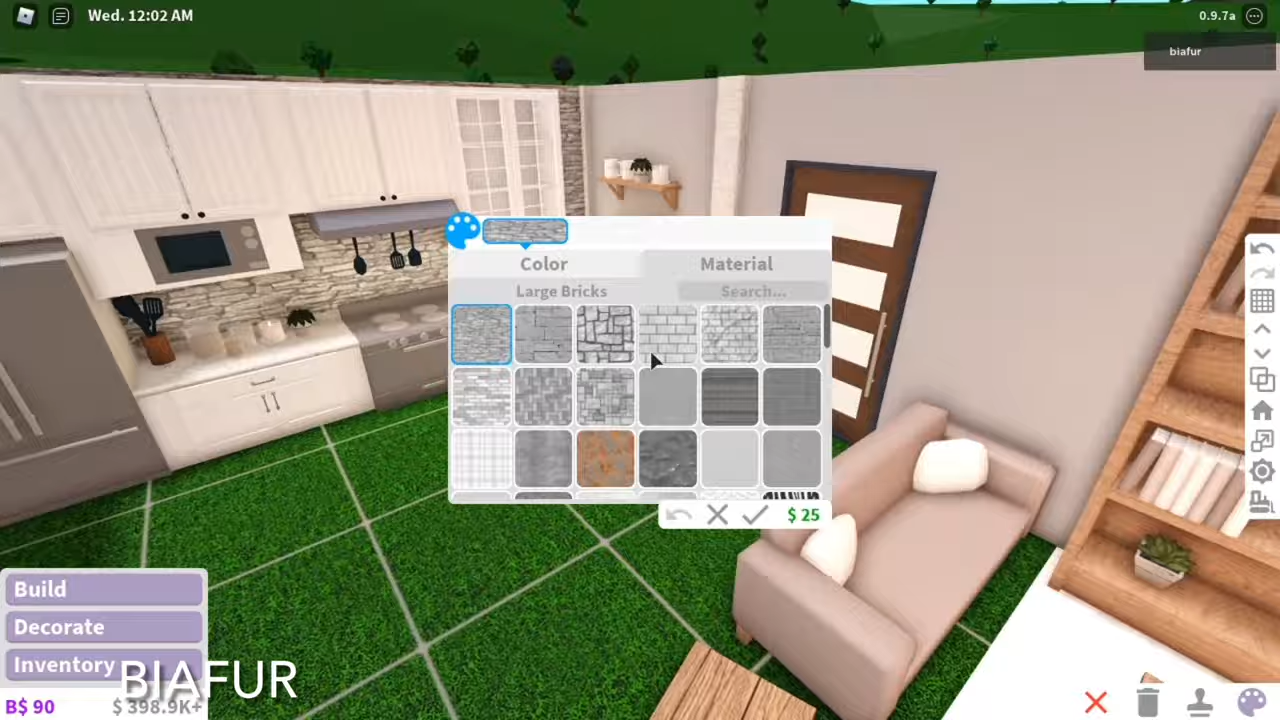 Wed. 12:02 AM
0.9.7a
biafur
Color
Material
Large Bricks
Search...
$ 25
Build
Decorate
Inventory
BIAFUR
B$ 90
$ 398.9K+